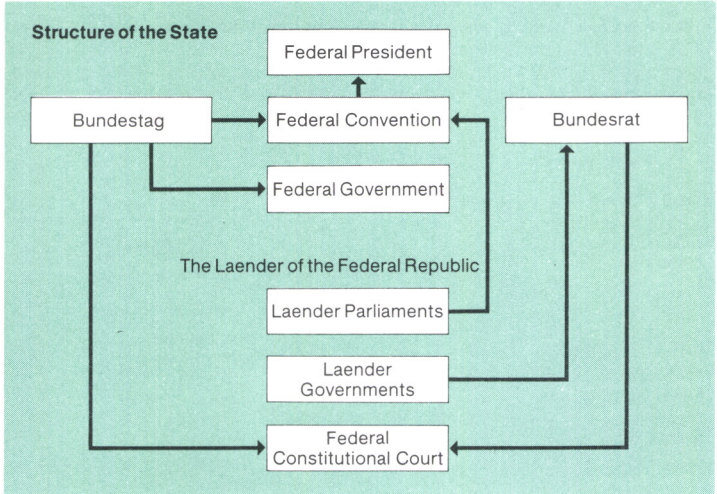 Structure of the State
Federal President
Bundestag
Federal Convention
Bundesrat
Federal Government
The Laender of the Federal Republic
Laender Parliaments
Laender
Governments
Federal
Constitutional Court